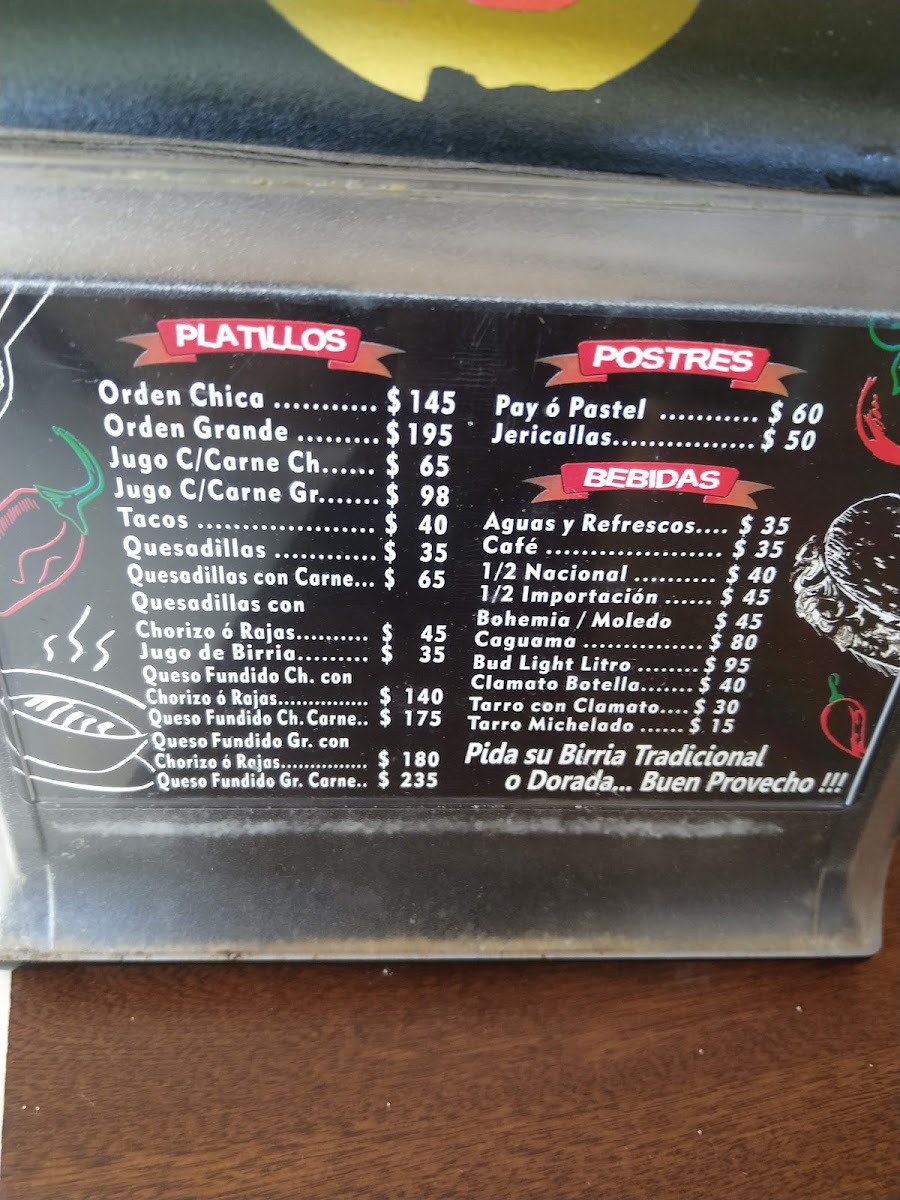 PLATILLOS
Orden Chica ........... $ 145
Orden Grande ......... $ 195
Jugo C/Carne Ch...... $ 65
Jugo C/Carne Gr....... $ 98
Tacos ................... $ 40
Quesadillas ............ $ 35
Quesadillas con Carne... $ 65
Quesadillas con
Chorizo ó Rajas.......... $ 45
Jugo de Birria.......... $ 35
Queso Fundido Ch. con
Chorizo ó Rajas.............. $ 140
Queso Fundido Ch. Carne.. $ 175
Queso Fundido Gr. con
Chorizo ó Rejas............... $ 180
Queso Fundido Gr. Carne.. $ 235
POSTRES
Pay ó Pastel ........... $ 60
Jericallas................ $ 50
BEBIDAS
Aguas y Refrescos.... $ 35
Café ..................... $ 35
1/2 Nacional .......... $ 40
1/2 Importación ...... $ 45
Bohemia / Moledo $ 45
Caguama ................ $ 80
Bud Light Litro ........ $ 95
Clamato Botella....... $ 40
Tarro con Clamato.... $ 30
Tarro Michelado ...... $ 15
Pida su Birria Tradicional
o Dorada... Buen Provecho !!!